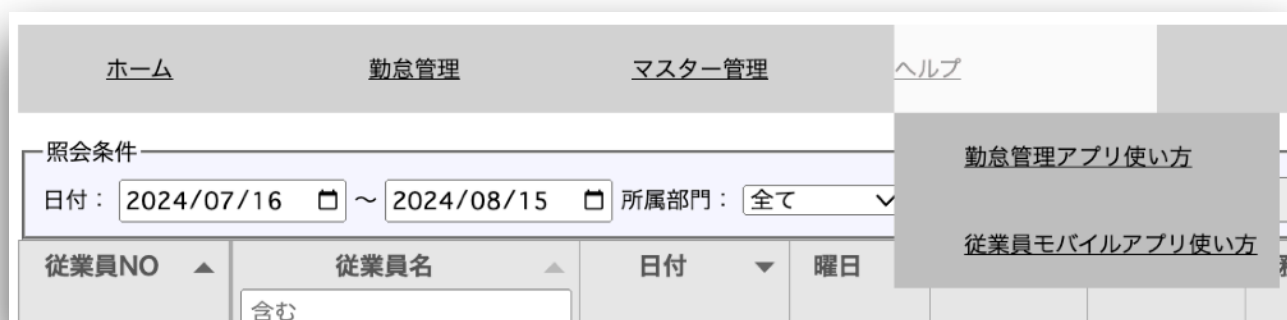 ホーム 勤怠管理 マスター管理 ヘルプ
勤怠管理アプリ使い方
従業員モバイルアプリ使い方
照会条件
日付： 2024/07/16 ～ 2024/08/15 所属部門： 全て
従業員NO 従業員名 日付 曜日
含む